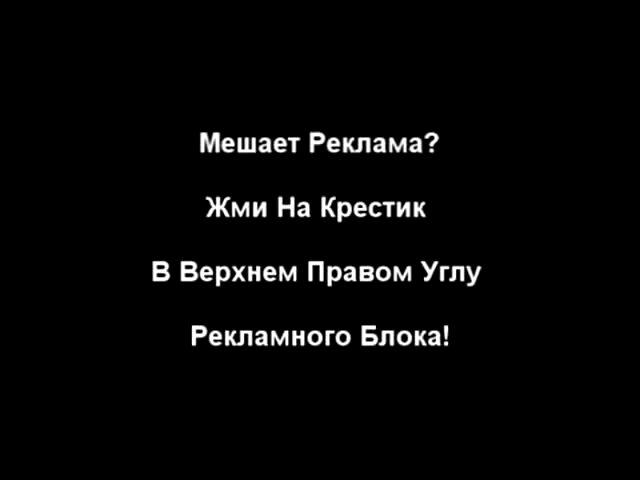 Мешает Реклама?
Жми На Крестик
В Верхнем Правом Углу
Рекламного Блока!